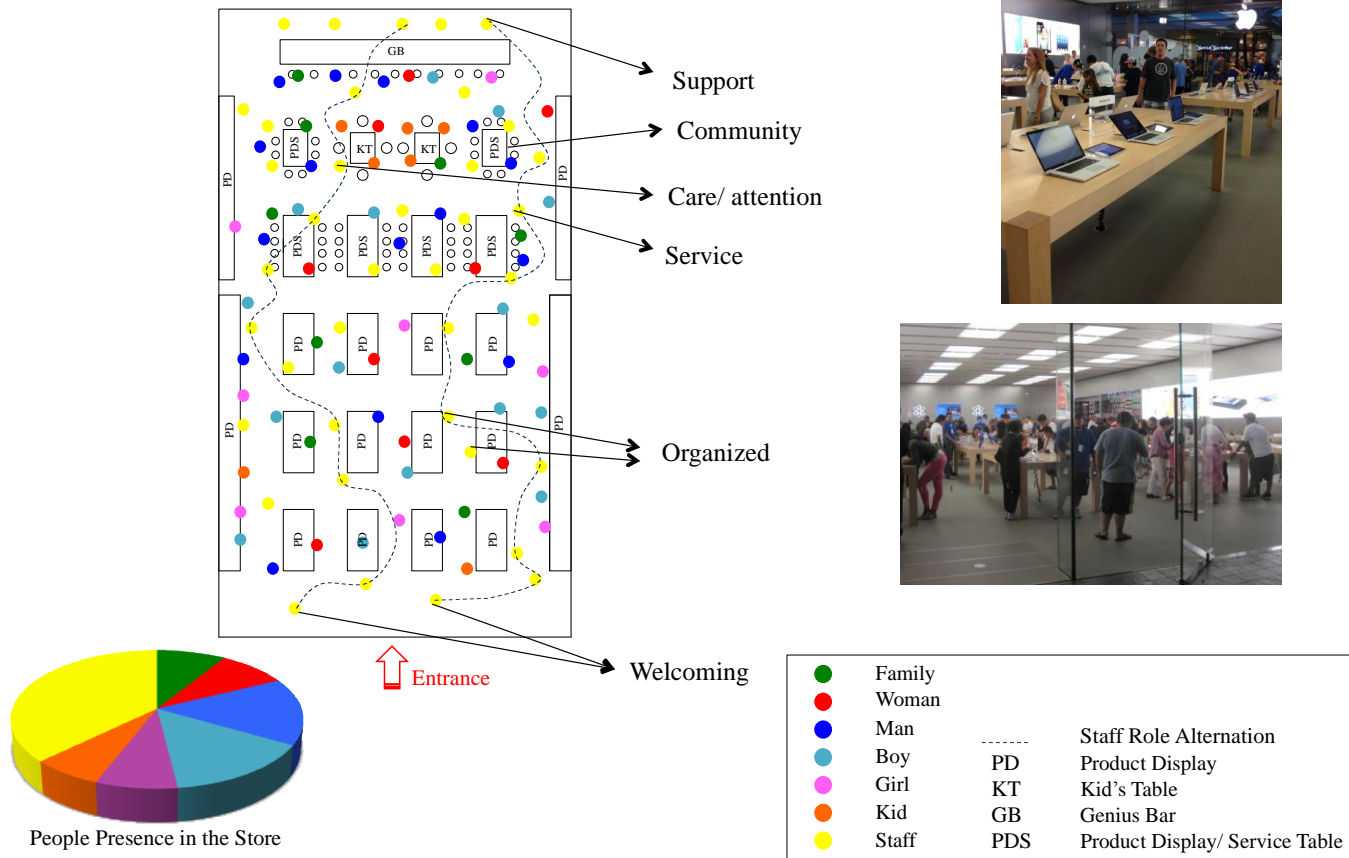 GB
Support
Community
Care/ attention
Service
Organized
Welcoming
PDS
KT
KT
PDS
PD
PD
PDS
PDS
PDS
PDS
PD
PD
PD
PD
PD
PD
PD
PD
PD
PD
PD
PD
PD
PD
Entrance
People Presence in the Store
Family
Woman
Man
Boy
Girl
Kid
Staff
Staff Role Alternation
PD Product Display
KT Kid's Table
GB Genius Bar
PDS Product Display/ Service Table